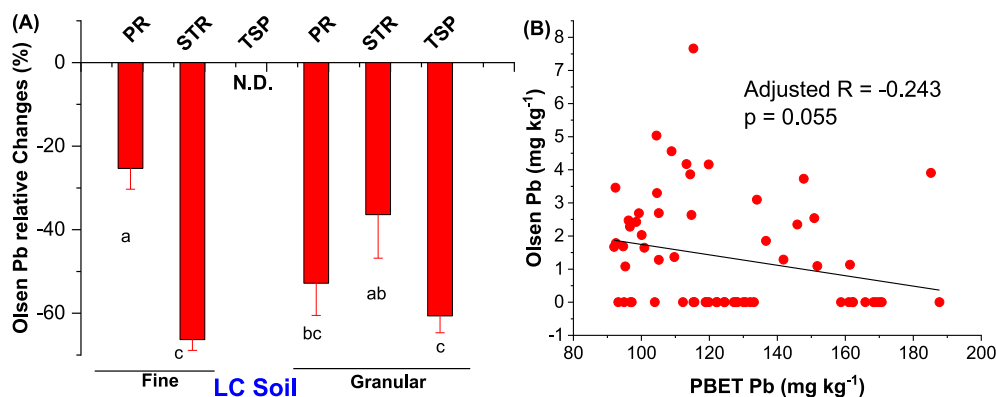 (A)
PR STR TSP PR STR TSP
Olsen Pb relative Changes (%)
0
-20
-40
-60
N.D.
a
c
bc
ab
c
Fine
LC Soil
Granular
(B)
Olsen Pb (mg kg⁻¹)
8
7
6
5
4
3
2
1
0
-1
Adjusted R = -0.243
p = 0.055
80 100 120 140 160 180 200
PBET Pb (mg kg⁻¹)